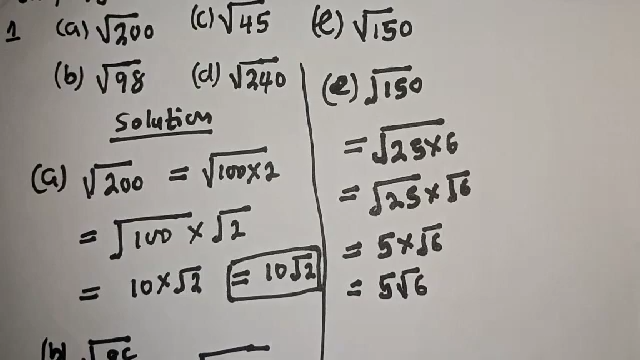 1 (a) √200 (c) √45 (e) √150
(b) √98 (d) √240
Solution
(a) √200 = √100×2
= √100 × √2
= 10×√2 = 10√2
(b) √98
(e) √150
= √25×6
= √25 × √6
= 5×√6
= 5√6